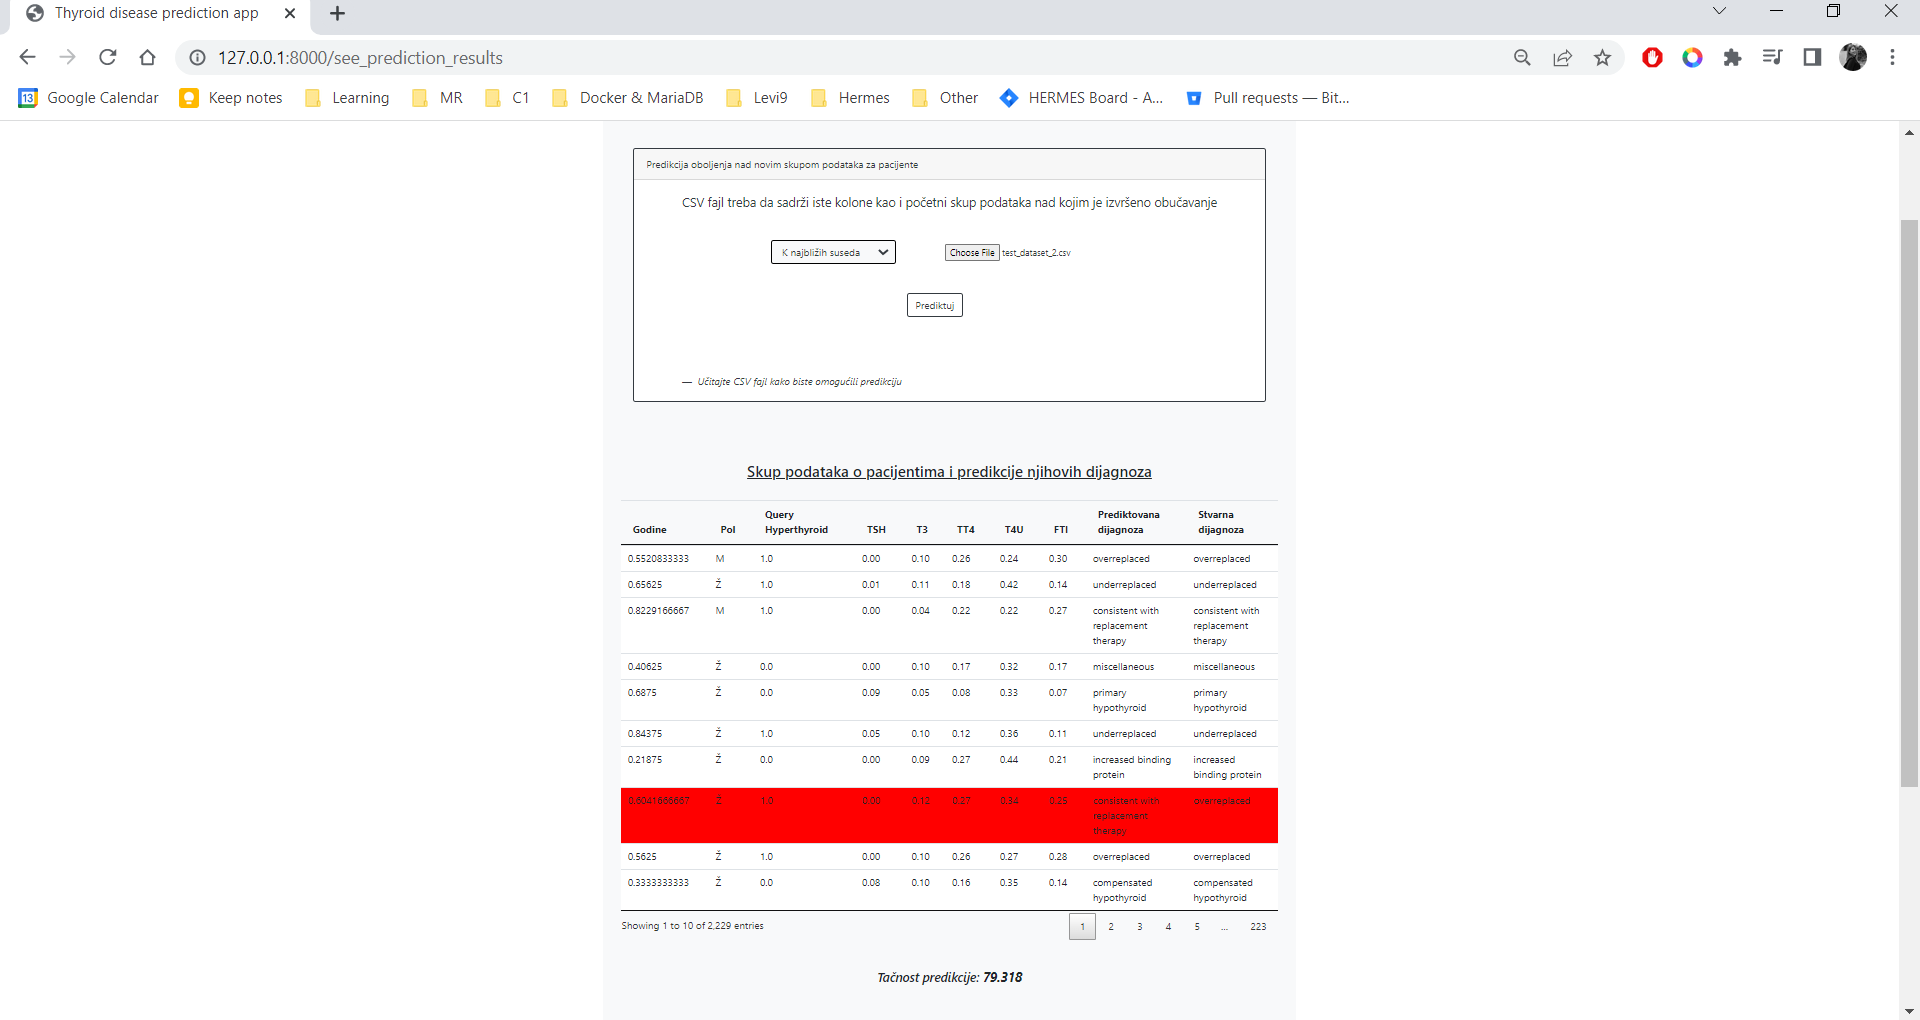 Thyroid disease prediction app
127.0.0.1:8000/see_prediction_results
13 Google Calendar Keep notes Learning MR C1 Docker & MariaDB Levi9 Hermes Other HERMES Board - A... Pull requests — Bit...
Predikcija oboljenja nad novim skupom podataka za pacijente
CSV fajl treba da sadrži iste kolone kao i početni skup podataka nad kojim je izvršeno obučavanje
K najbližih suseda Choose File test_dataset_2.csv
Prediktuj
— Učitajte CSV fajl kako biste omogućili predikciju
Skup podataka o pacijentima i predikcije njihovih dijagnoza
Godine Pol Query Hyperthyroid TSH T3 TT4 T4U FTI Prediktovana dijagnoza Stvarna dijagnoza
0.5520833333 M 1.0 0.00 0.10 0.26 0.24 0.30 overreplaced overreplaced
0.65625 Ž 1.0 0.01 0.11 0.18 0.42 0.14 underreplaced underreplaced
0.8229166667 M 1.0 0.00 0.04 0.22 0.22 0.27 consistent with replacement therapy consistent with replacement therapy
0.40625 Ž 0.0 0.00 0.10 0.17 0.32 0.17 miscellaneous miscellaneous
0.6875 Ž 0.0 0.09 0.05 0.08 0.33 0.07 primary hypothyroid primary hypothyroid
0.84375 Ž 1.0 0.05 0.10 0.12 0.36 0.11 underreplaced underreplaced
0.21875 Ž 0.0 0.00 0.09 0.27 0.44 0.21 increased binding protein increased binding protein
0.6041666667 Ž 1.0 0.00 0.12 0.27 0.34 0.25 consistent with replacement therapy overreplaced
0.5625 Ž 1.0 0.00 0.10 0.26 0.27 0.28 overreplaced overreplaced
0.3333333333 Ž 0.0 0.08 0.10 0.16 0.35 0.14 compensated hypothyroid compensated hypothyroid
Showing 1 to 10 of 2,229 entries 1 2 3 4 5 ... 223
Tačnost predikcije: 79.318